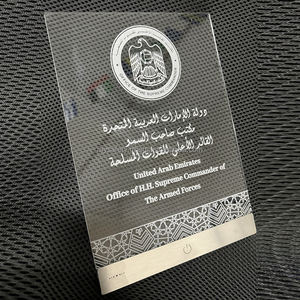 دولة الإمارات العربية المتحدة
مكتب صاحب السمو
القائد الأعلى للقوات المسلحة
United Arab Emirates
Office of H.H. Supreme Commander of
The Armed Forces